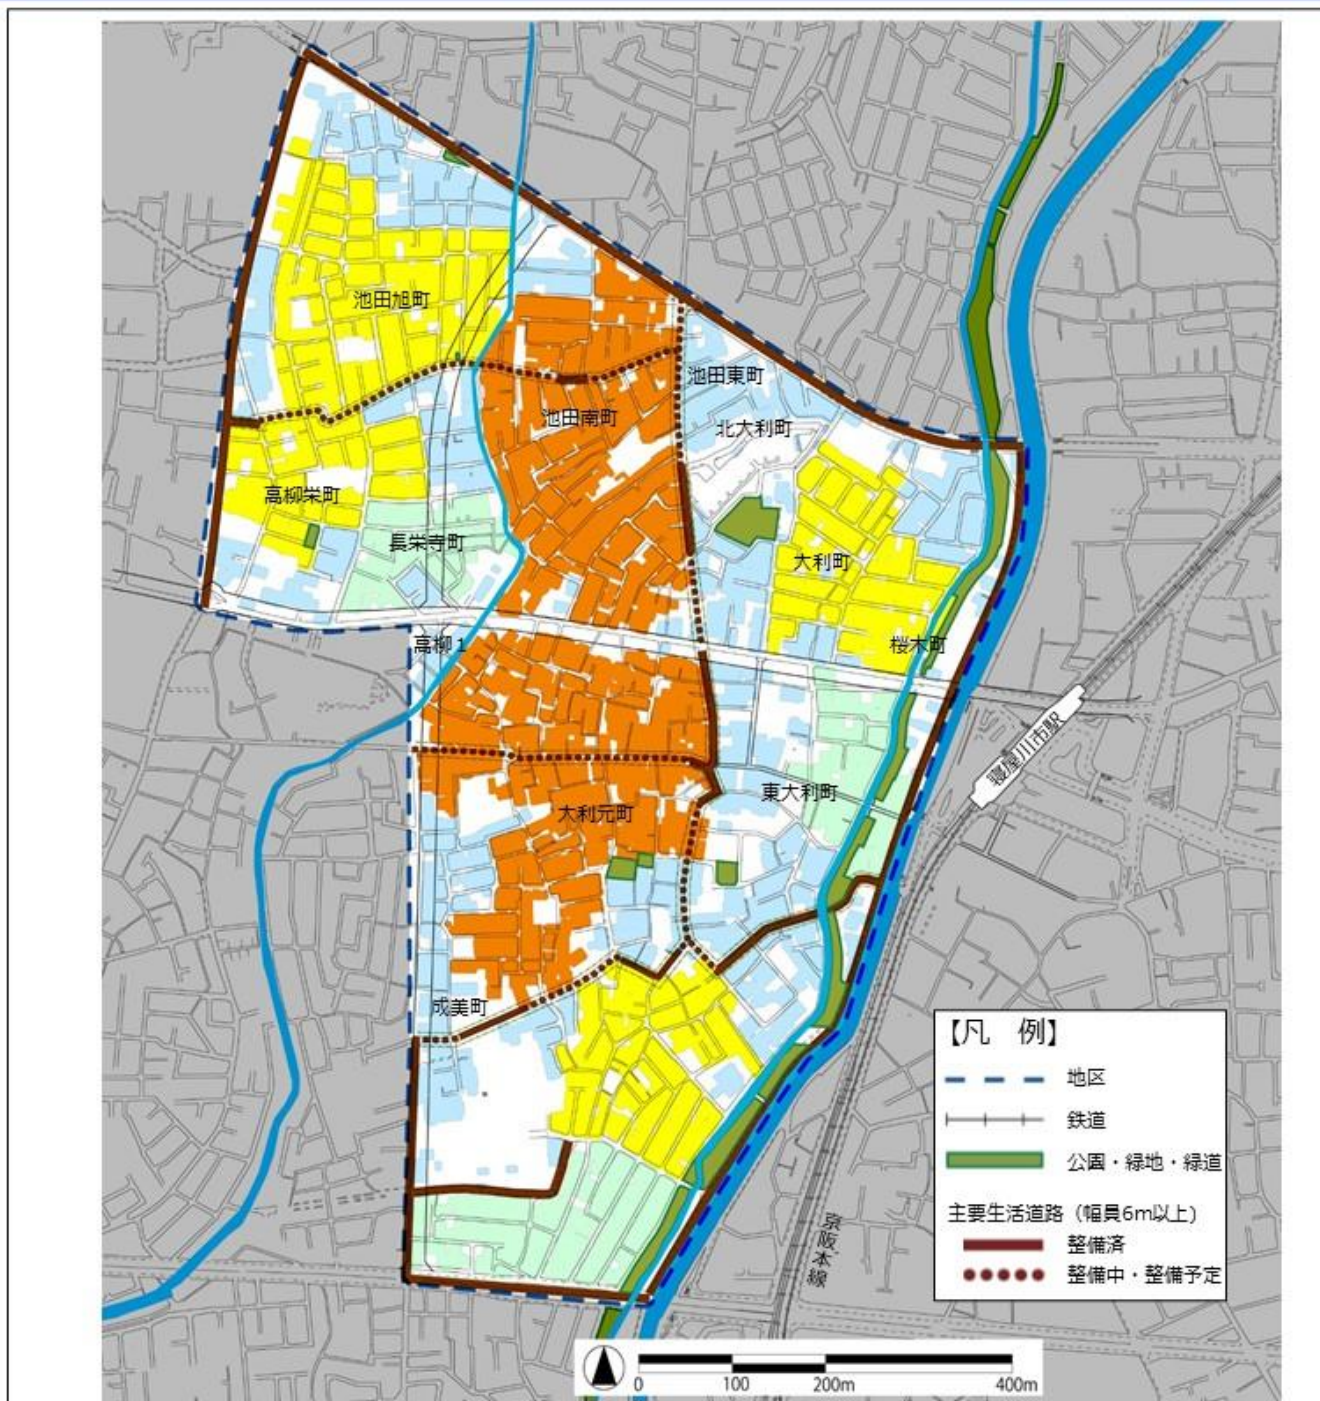 池田旭町
池田東町
池田南町
北大利町
高柳栄町
長栄寺町
大利町
高柳1
桜木町
寝屋川市駅
東大利町
大利元町
成美町
【凡 例】
地区
鉄道
公園・緑地・緑道
主要生活道路（幅員6m以上）
整備済
整備中・整備予定
京阪本線
0 100 200m 400m